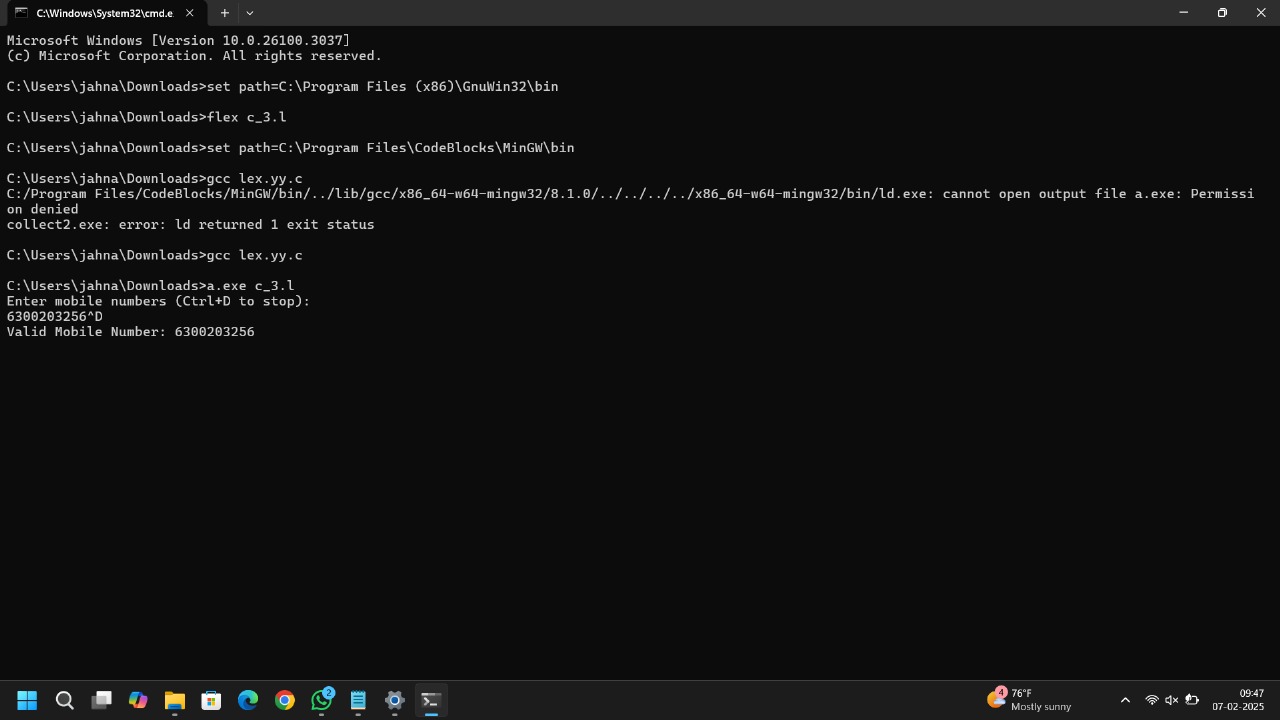 C:\Windows\System32\cmd.e
Microsoft Windows [Version 10.0.26100.3037]
(c) Microsoft Corporation. All rights reserved.
C:\Users\jahna\Downloads>set path=C:\Program Files (x86)\GnuWin32\bin
C:\Users\jahna\Downloads>flex c_3.l
C:\Users\jahna\Downloads>set path=C:\Program Files\CodeBlocks\MinGW\bin
C:\Users\jahna\Downloads>gcc lex.yy.c
C:/Program Files/CodeBlocks/MinGW/bin/../lib/gcc/x86_64-w64-mingw32/8.1.0/../../../../x86_64-w64-mingw32/bin/ld.exe: cannot open output file a.exe: Permissi
on denied
collect2.exe: error: ld returned 1 exit status
C:\Users\jahna\Downloads>gcc lex.yy.c
C:\Users\jahna\Downloads>a.exe c_3.l
Enter mobile numbers (Ctrl+D to stop):
6300203256^D
Valid Mobile Number: 6300203256
2
4
76°F
Mostly sunny
09:47
07-02-2025